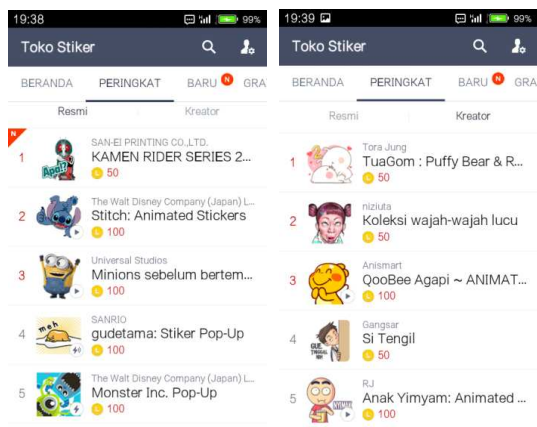 19:38
99%
Toko Stiker
BERANDA PERINGKAT BARU N GRA
Resmi Kreator
N
1
SAN-EI PRINTING CO.,LTD.
KAMEN RIDER SERIES 2...
50
Apa!?
2
The Walt Disney Company (Japan) L...
Stitch: Animated Stickers
100
3
Universal Studios
Minions sebelum bertem...
100
4
meh
SANRIO
gudetama: Stiker Pop-Up
100
5
The Walt Disney Company (Japan) L...
Monster Inc. Pop-Up
100
19:39
99%
Toko Stiker
BERANDA PERINGKAT BARU N GRA
Resmi Kreator
1
Tora Jung
TuaGom : Puffy Bear & R...
50
2
niziuta
Koleksi wajah-wajah lucu
50
3
Anismart
QooBee Agapi ~ ANIMAT...
100
4
GUE
TINGGAL
Gangsar
Si Tengil
50
5
RJ
Anak Yimyam: Animated ...
100